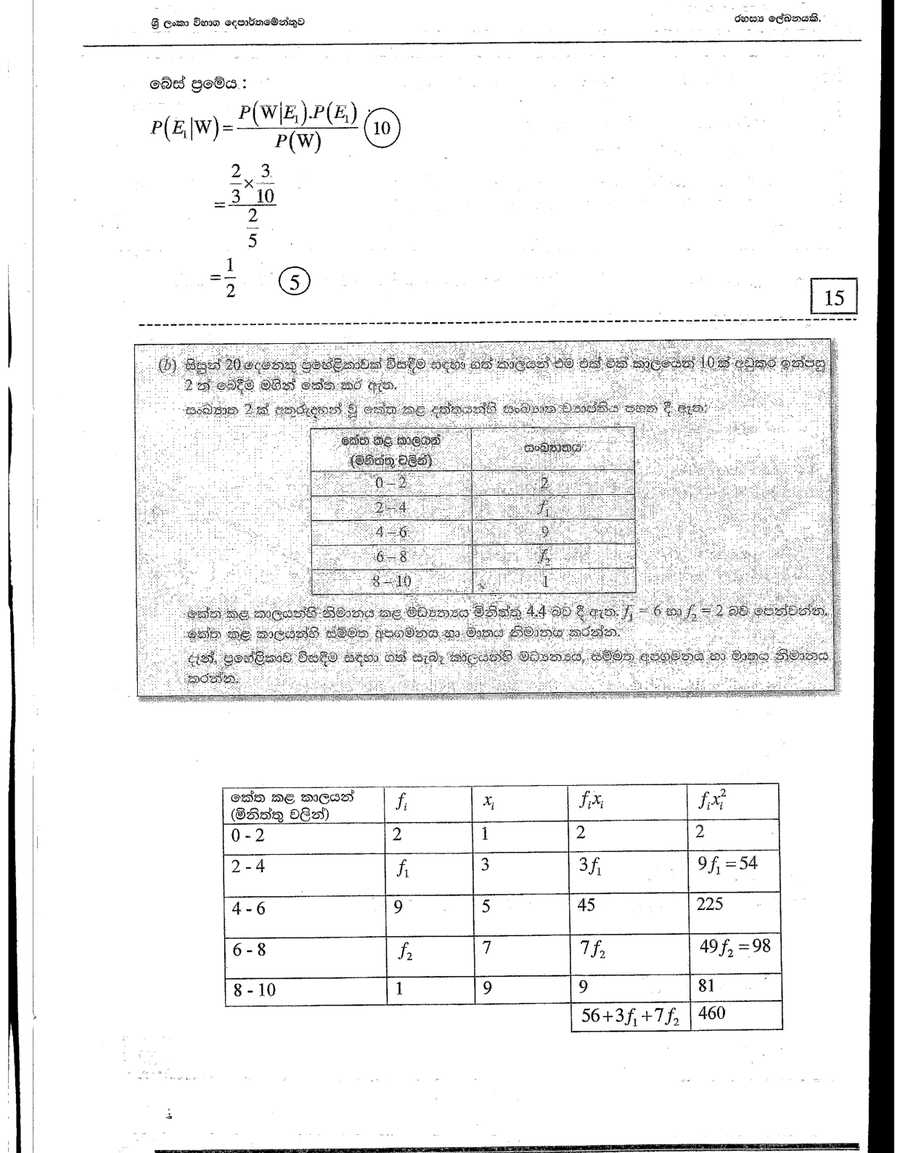 ශ්‍රී ලංකා විභාග දෙපාර්තමේන්තුව
රහස්‍ය ලේඛනයකි.
බේස් ප්‍රමේය :
P(E₁|W) = P(W|E₁).P(E₁) / P(W) 10
= 2/3 × 3/10 / 2/5
= 1/2 5
15
(b) සිසුන් 20 දෙනෙකු ප්‍රහේළිකාවක් විසඳීම සඳහා ගත් කාලයන් එම එක් එක් කාලයෙන් 10 ක් අඩුකර ඉන්පසු
2 න් බෙදීම මගින් කේත කර ඇත.
සංඛ්‍යාත 2 ක් අතුරුදහන් වූ කේත කළ දත්තයන්හි සංඛ්‍යාත ව්‍යාප්තිය පහත දී ඇත:
කේත කළ කාලයන් (මිනිත්තු වලින්) සංඛ්‍යාතය
0 – 2 2
2 – 4 f₁
4 – 6 9
6 – 8 f₂
8 – 10 1
කේත කළ කාලයන්හි නිමානය කළ මධ්‍යන්‍යය මිනිත්තු 4.4 බව දී ඇත. f₁ = 6 හා f₂ = 2 බව පෙන්වන්න.
කේත කළ කාලයන්හි සම්මත අපගමනය හා මාතය නිමානය කරන්න.
දැන්, ප්‍රහේළිකාව විසඳීම සඳහා ගත් සැබෑ කාලයන්හි මධ්‍යන්‍යය, සම්මත අපගමනය හා මාතය නිමානය
කරන්න.
කේත කළ කාලයන් (මිනිත්තු වලින්) fᵢ xᵢ fᵢxᵢ fᵢxᵢ²
0 - 2 2 1 2 2
2 - 4 f₁ 3 3f₁ 9f₁ = 54
4 - 6 9 5 45 225
6 - 8 f₂ 7 7f₂ 49f₂ = 98
8 - 10 1 9 9 81
56+3f₁+7f₂ 460